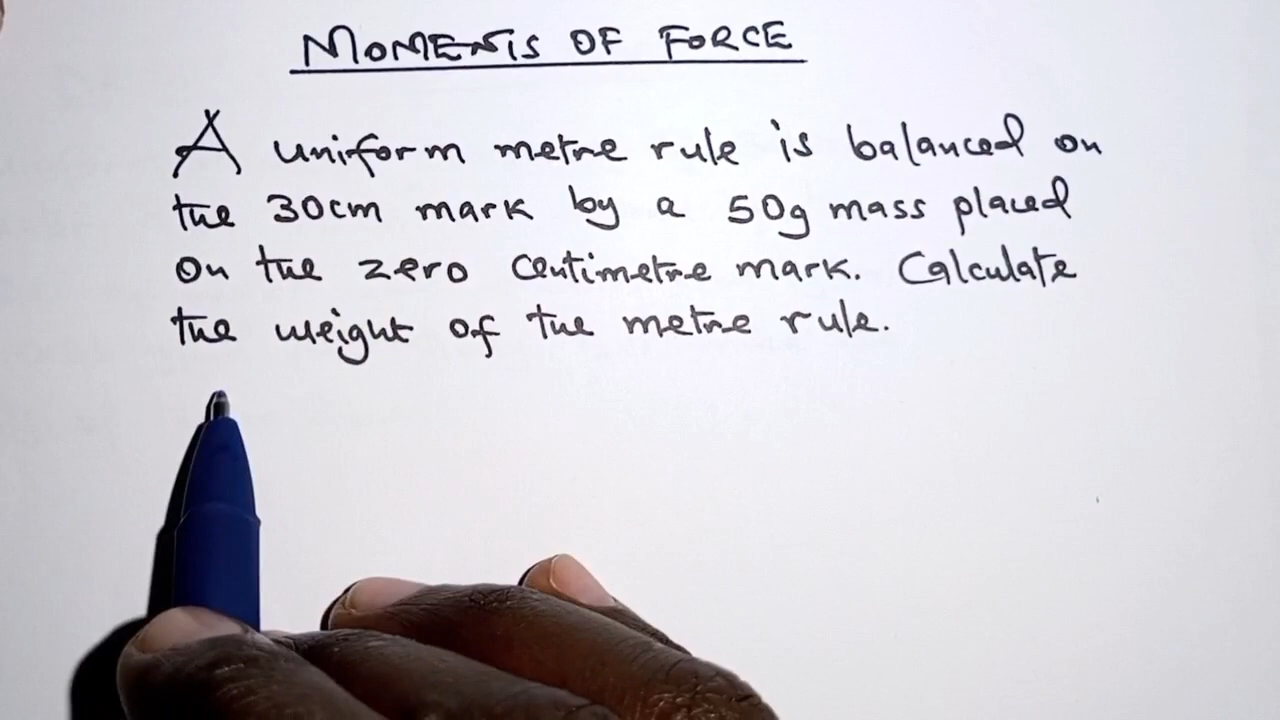 MOMENTS OF FORCE
A uniform metre rule is balanced on
the 30cm mark by a 50g mass placed
on the zero centimetre mark. Calculate
the weight of the metre rule.